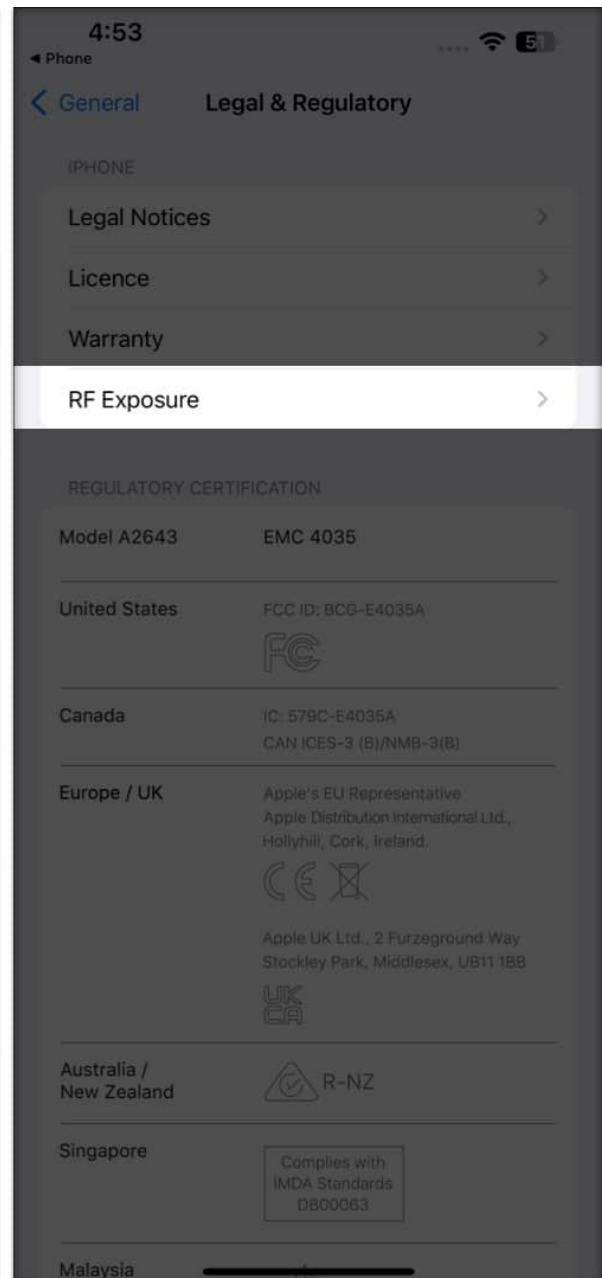 4:53
51
◀ Phone
General
Legal & Regulatory
IPHONE
Legal Notices
Licence
Warranty
RF Exposure
REGULATORY CERTIFICATION
Model A2643
EMC 4035
United States
FCC ID: BCG-E4035A
FC
Canada
IC: 579C-E4035A
CAN ICES-3 (B)/NMB-3(B)
Europe / UK
Apple's EU Representative
Apple Distribution International Ltd.,
Hollyhill, Cork, Ireland.
CE
Apple UK Ltd., 2 Furzeground Way
Stockley Park, Middlesex, UB11 1BB
UK
CA
Australia /
New Zealand
R-NZ
Singapore
Complies with
IMDA Standards
DB00063
Malaysia